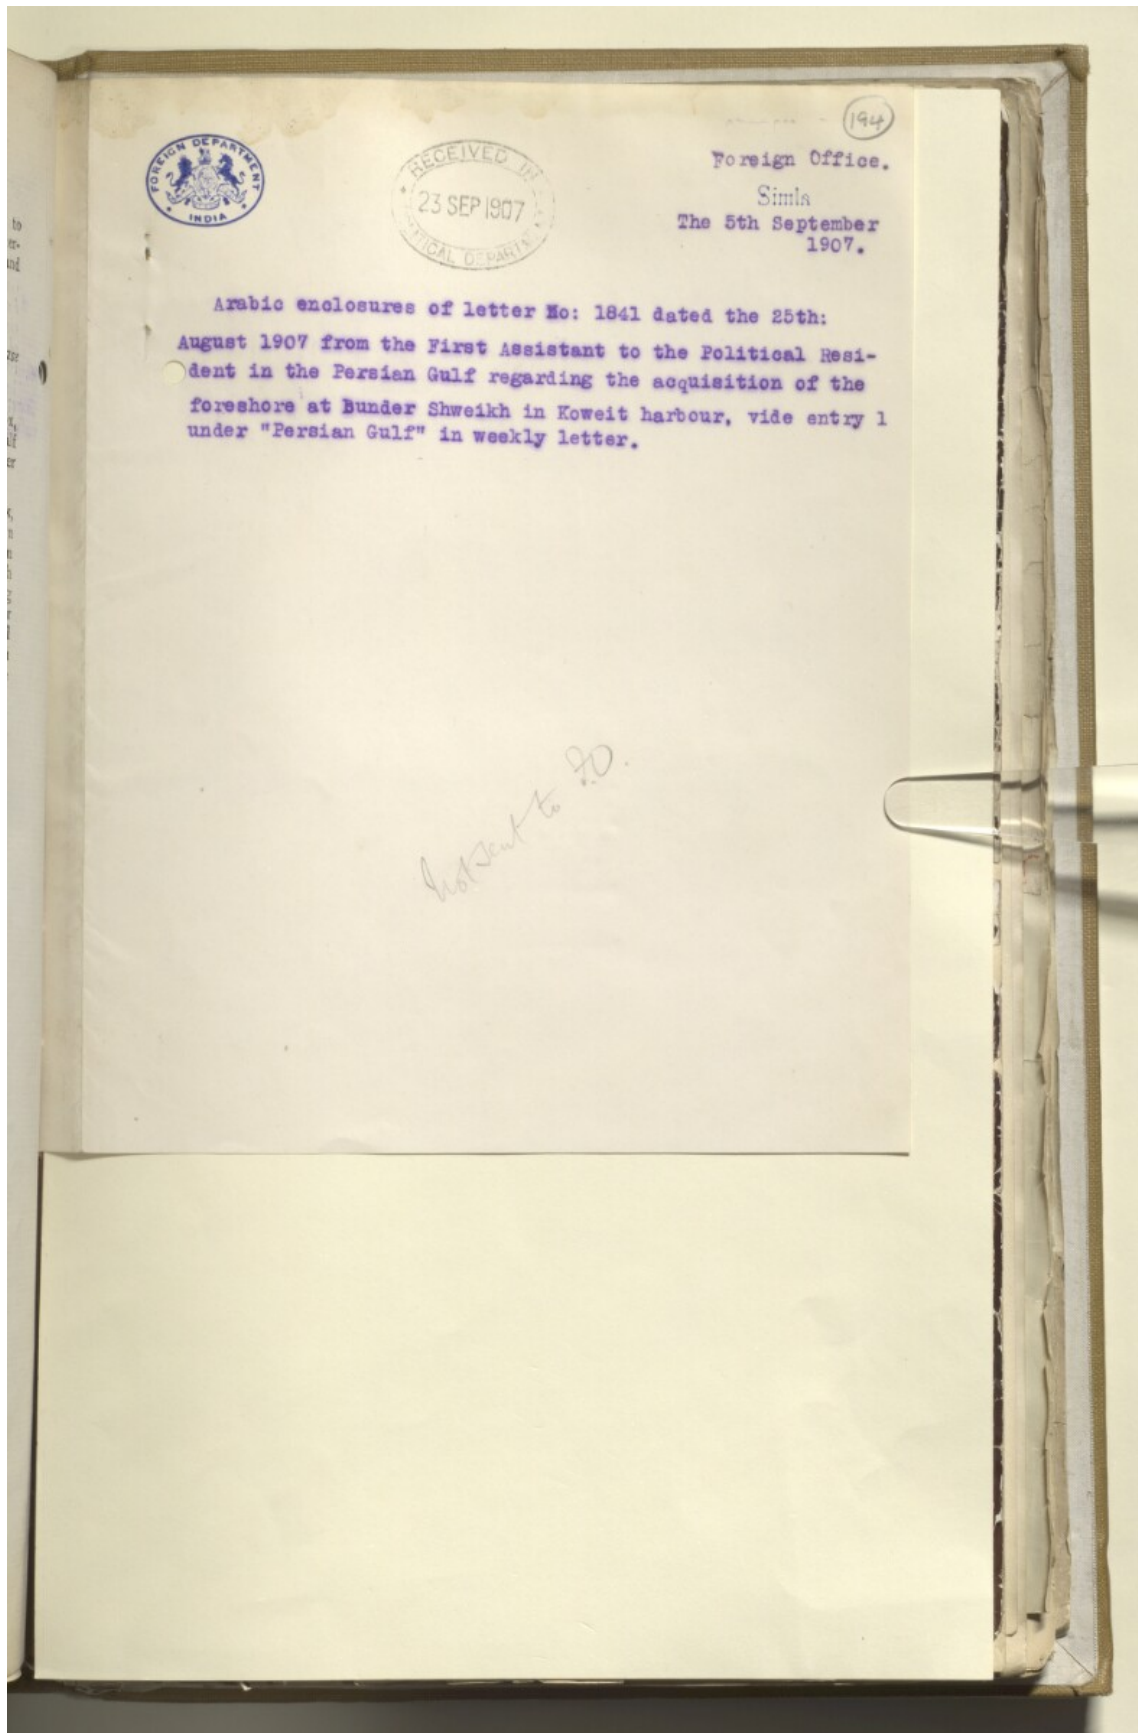 194
FOREIGN DEPARTMENT
INDIA
RECEIVED IN
23 SEP 1907
POLITICAL DEPARTMENT
Foreign Office.
Simla
The 5th September
1907.
Arabic enclosures of letter No: 1841 dated the 25th:
August 1907 from the First Assistant to the Political Resi-
dent in the Persian Gulf regarding the acquisition of the
foreshore at Bunder Shweikh in Koweit harbour, vide entry 1
under "Persian Gulf" in weekly letter.
Not sent to F.O.